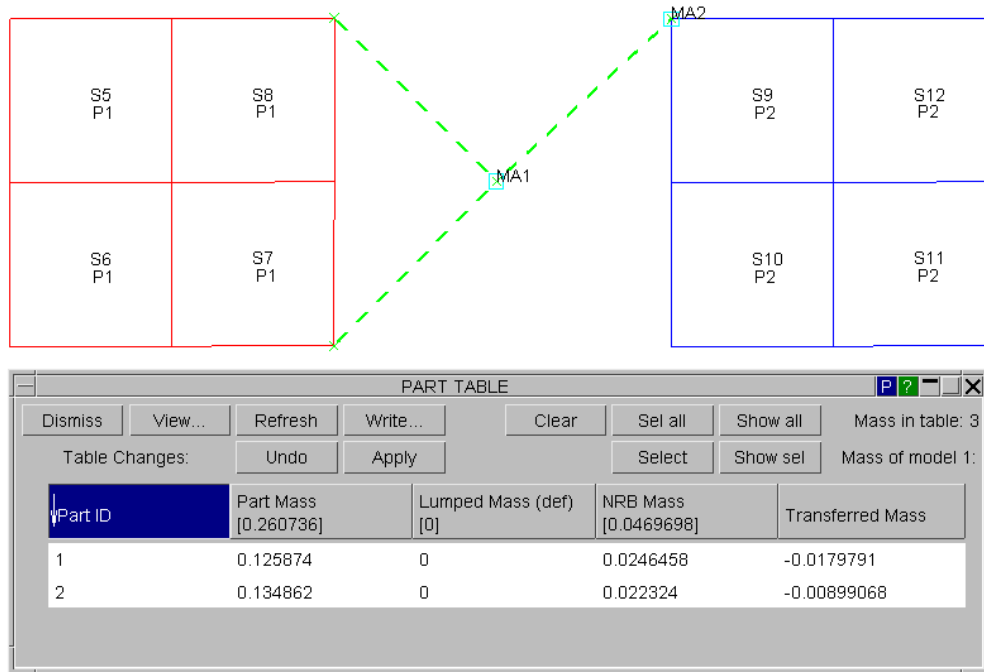 MA2
S5 S8 S9 S12
P1 P1 P2 P2
MA1
S6 S7 S10 S11
P1 P1 P2 P2
PART TABLE P ?
Dismiss View... Refresh Write... Clear Sel all Show all Mass in table: 3
Table Changes: Undo Apply Select Show sel Mass of model 1:
Part ID Part Mass [0.260736] Lumped Mass (def) [0] NRB Mass [0.0469698] Transferred Mass
1 0.125874 0 0.0246458 -0.0179791
2 0.134862 0 0.022324 -0.00899068